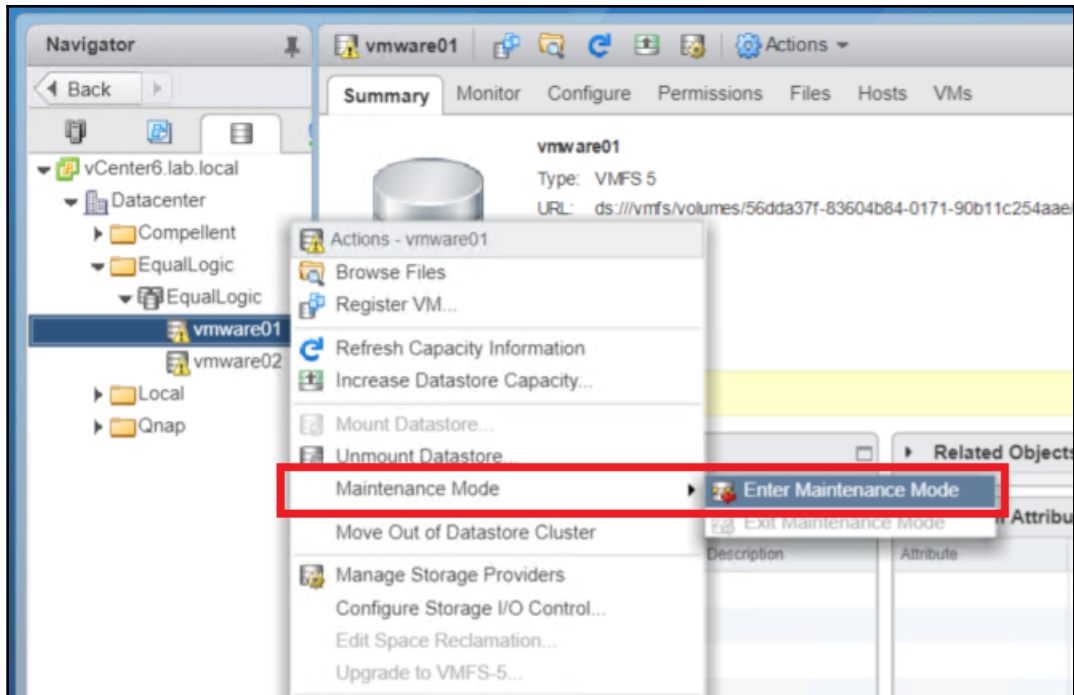 Navigator
Back
vCenter6.lab.local
Datacenter
Compellent
EqualLogic
EqualLogic
vmware01
vmware02
Local
Qnap
vmware01
Actions
Summary Monitor Configure Permissions Files Hosts VMs
vmware01
Type: VMFS 5
URL: ds:///vmfs/volumes/56dda37f-83604b84-0171-90b11c254aae/
Actions - vmware01
Browse Files
Register VM...
Refresh Capacity Information
Increase Datastore Capacity...
Mount Datastore...
Unmount Datastore...
Maintenance Mode
Enter Maintenance Mode
Exit Maintenance Mode
Move Out of Datastore Cluster
Manage Storage Providers
Configure Storage I/O Control...
Edit Space Reclamation...
Upgrade to VMFS-5...
Related Objects
Attribu
Description
Attribute